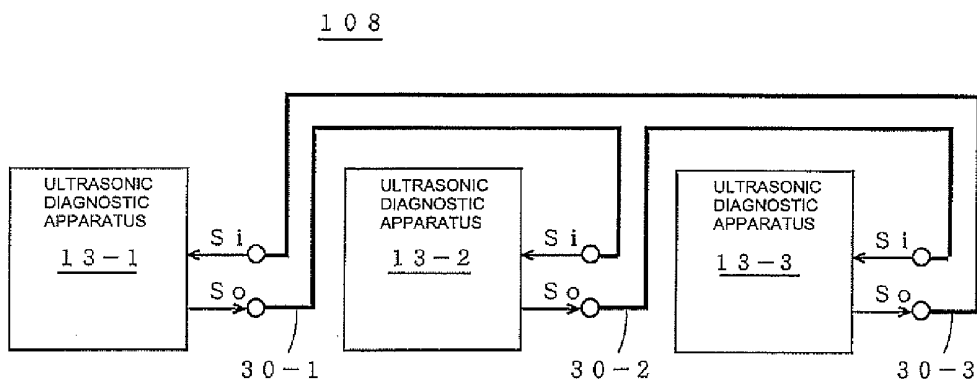 108
ULTRASONIC
DIAGNOSTIC
APPARATUS
13-1
Si
So
30-1
ULTRASONIC
DIAGNOSTIC
APPARATUS
13-2
Si
So
30-2
ULTRASONIC
DIAGNOSTIC
APPARATUS
13-3
Si
So
30-3